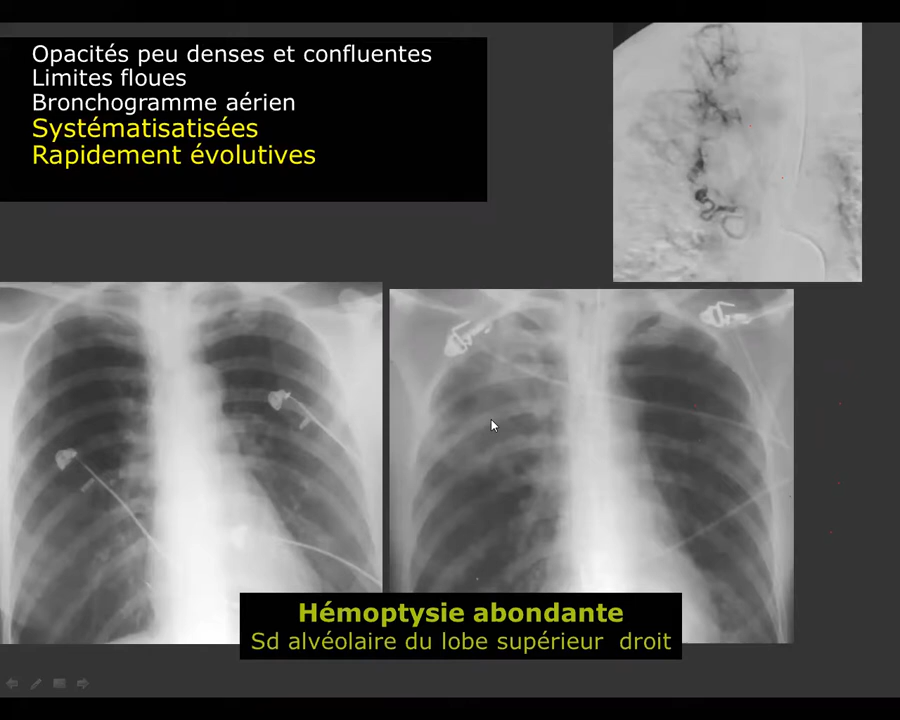 Opacités peu denses et confluentes
Limites floues
Bronchogramme aérien
Systématisatisées
Rapidement évolutives
Hémoptysie abondante
Sd alvéolaire du lobe supérieur droit